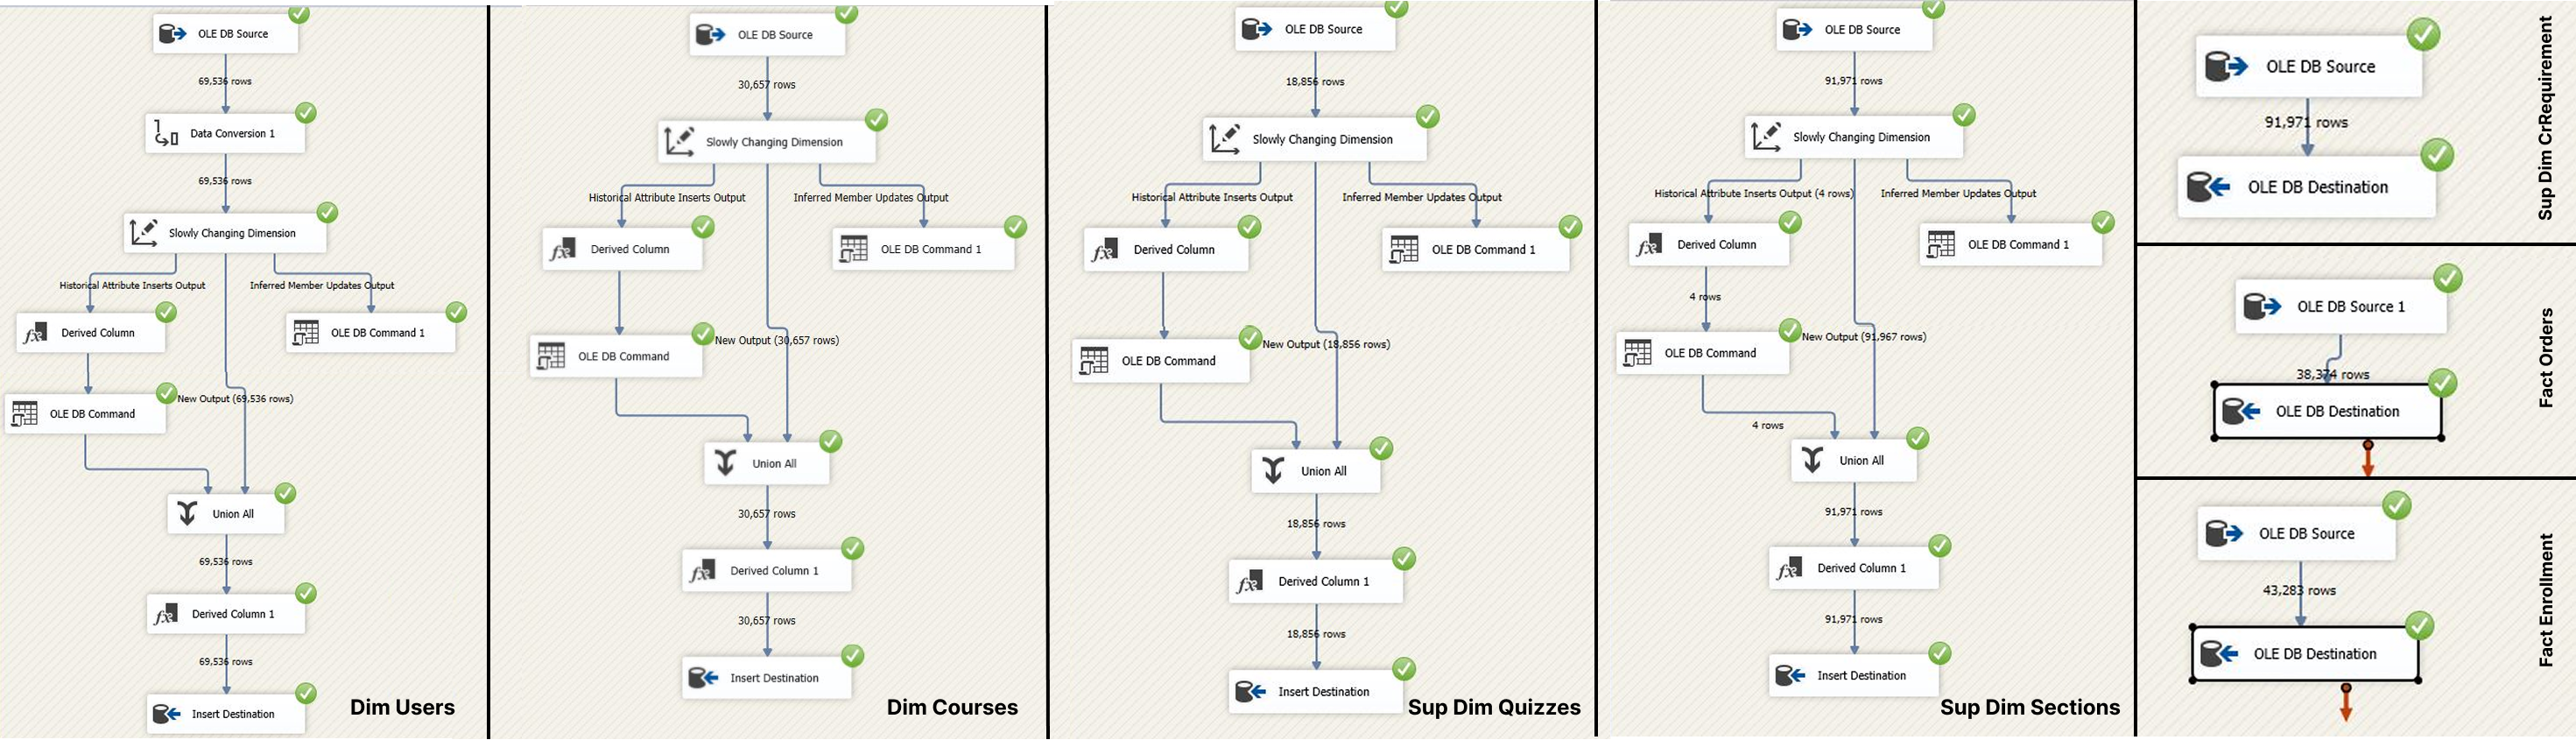 OLE DB Source
69,536 rows
Data Conversion 1
69,536 rows
Slowly Changing Dimension
Historical Attribute Inserts Output
Inferred Member Updates Output
Derived Column
OLE DB Command 1
New Output (69,536 rows)
OLE DB Command
Union All
69,536 rows
Derived Column 1
69,536 rows
Insert Destination
Dim Users
OLE DB Source
30,657 rows
Slowly Changing Dimension
Historical Attribute Inserts Output
Inferred Member Updates Output
Derived Column
OLE DB Command 1
New Output (30,657 rows)
OLE DB Command
Union All
30,657 rows
Derived Column 1
30,657 rows
Insert Destination
Dim Courses
OLE DB Source
18,856 rows
Slowly Changing Dimension
Historical Attribute Inserts Output
Inferred Member Updates Output
Derived Column
OLE DB Command 1
New Output (18,856 rows)
OLE DB Command
Union All
18,856 rows
Derived Column 1
18,856 rows
Insert Destination
Sup Dim Quizzes
OLE DB Source
91,971 rows
Slowly Changing Dimension
Historical Attribute Inserts Output (4 rows)
Inferred Member Updates Output
Derived Column
OLE DB Command 1
4 rows
New Output (91,967 rows)
OLE DB Command
4 rows
Union All
91,971 rows
Derived Column 1
91,971 rows
Insert Destination
Sup Dim Sections
OLE DB Source
91,971 rows
OLE DB Destination
Sup Dim CrRequirement
OLE DB Source 1
38,374 rows
OLE DB Destination
Fact Orders
OLE DB Source
43,283 rows
OLE DB Destination
Fact Enrollment